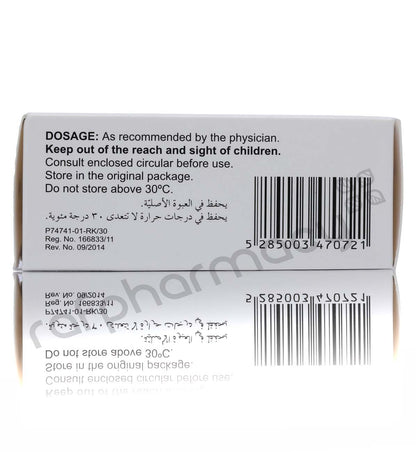 DOSAGE: As recommended by the physician.
Keep out of the reach and sight of children.
Consult enclosed circular before use.
Store in the original package.
Do not store above 30ºC.
يحفظ في العبوة الأصليّة.
يحفظ في درجات حرارة لا تتعدى ٣٠ درجة مئوية.
P74741-01-RK/30
Reg. No. 166833/11
Rev. No. 09/2014
5 285003 470721